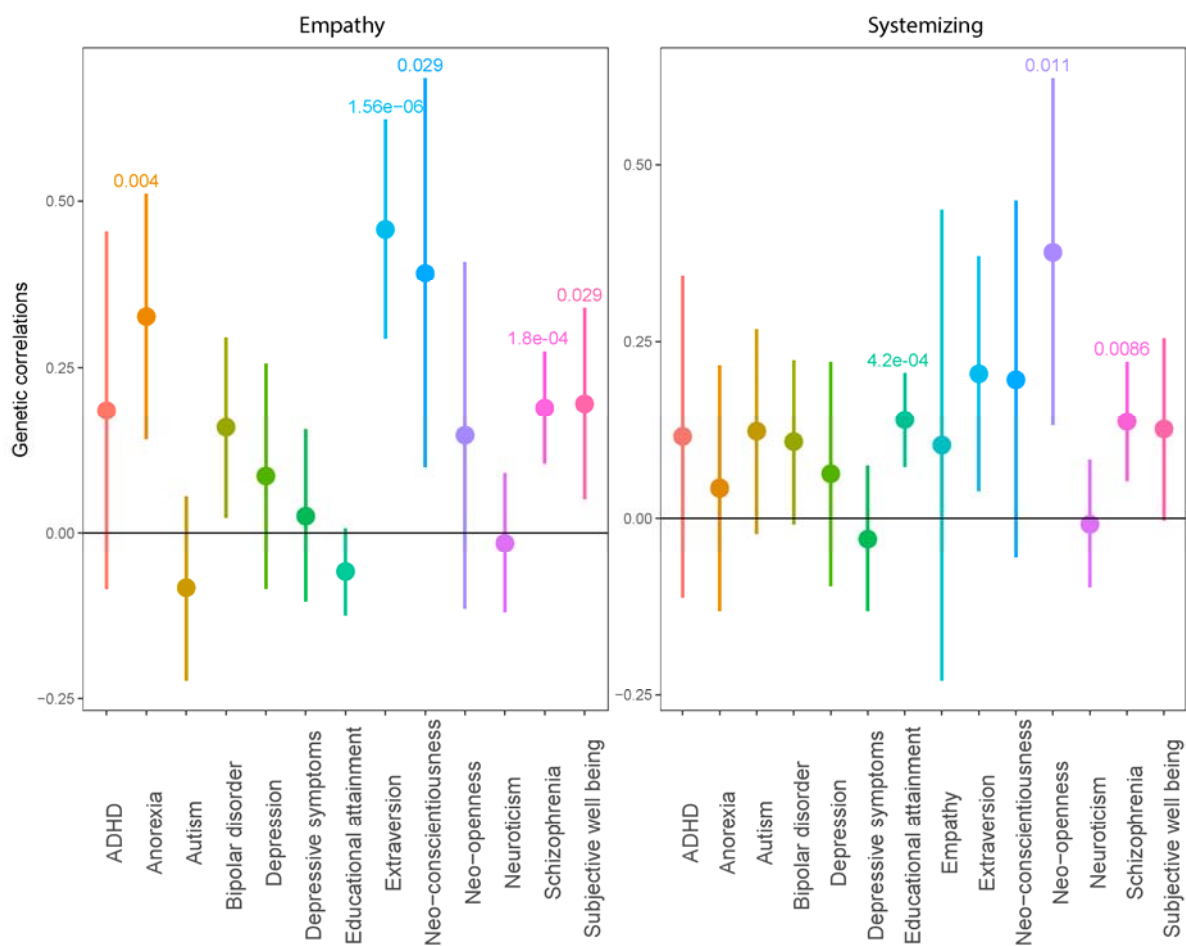 Empathy
Systemizing
Genetic correlations
0.50
0.25
0.00
−0.25
0.004
1.56e−06
0.029
1.8e−04
0.029
ADHD
Anorexia
Autism
Bipolar disorder
Depression
Depressive symptoms
Educational attainment
Extraversion
Neo−conscientiousness
Neo−openness
Neuroticism
Schizophrenia
Subjective well being
0.50
0.25
0.00
−0.25
4.2e−04
0.011
0.0086
ADHD
Anorexia
Autism
Bipolar disorder
Depression
Depressive symptoms
Educational attainment
Empathy
Extraversion
Neo−conscientiousness
Neo−openness
Neuroticism
Schizophrenia
Subjective well being